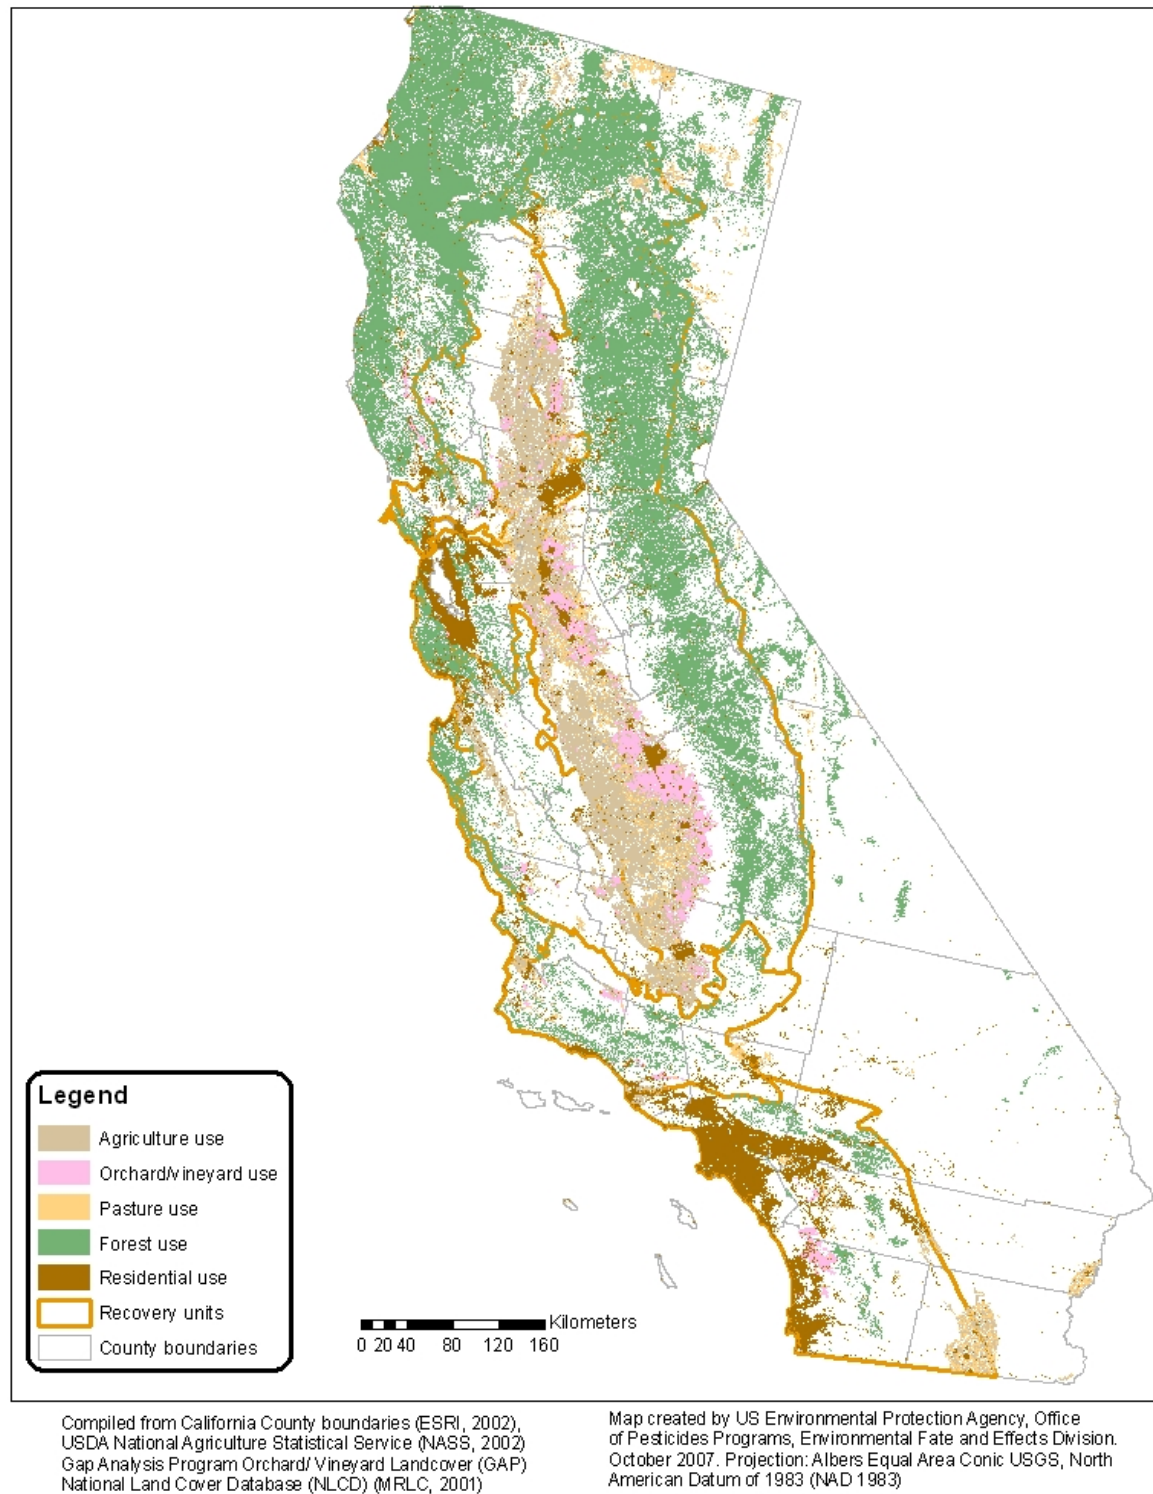 Legend
Agriculture use
Orchard/vineyard use
Pasture use
Forest use
Residential use
Recovery units
County boundaries
Kilometers
0 20 40 80 120 160
Compiled from California County boundaries (ESRI, 2002),
USDA National Agriculture Statistical Service (NASS, 2002)
Gap Analysis Program Orchard/ Vineyard Landcover (GAP)
National Land Cover Database (NLCD) (MRLC, 2001)
Map created by US Environmental Protection Agency, Office
of Pesticides Programs, Environmental Fate and Effects Division.
October 2007. Projection: Albers Equal Area Conic USGS, North
American Datum of 1983 (NAD 1983)